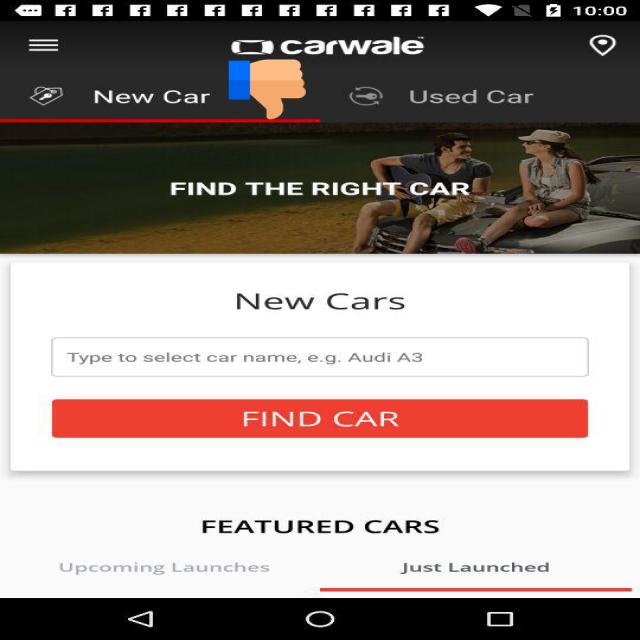 10:00
carwale™
New Car
Used Car
FIND THE RIGHT CAR
New Cars
Type to select car name, e.g. Audi A3
FIND CAR
FEATURED CARS
Upcoming Launches
Just Launched